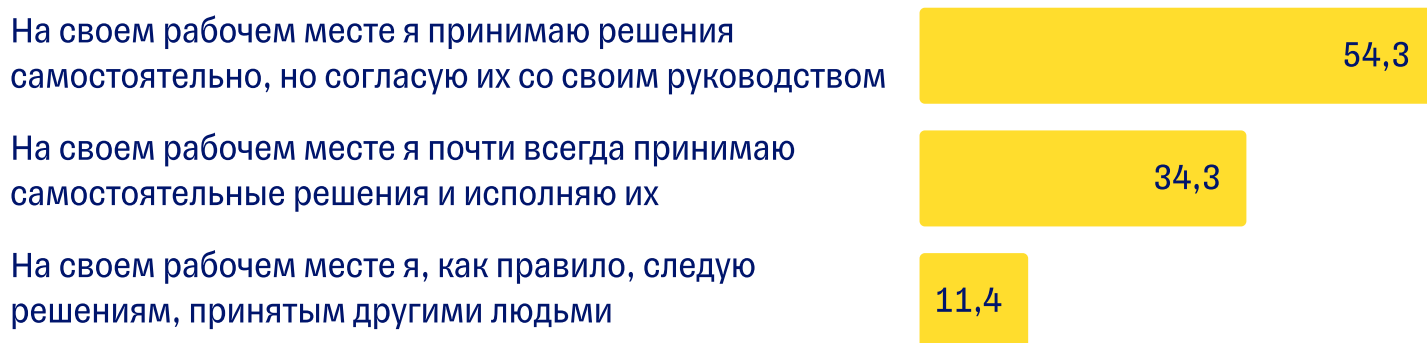 На своем рабочем месте я принимаю решения
самостоятельно, но согласую их со своим руководством
54,3
На своем рабочем месте я почти всегда принимаю
самостоятельные решения и исполняю их
34,3
На своем рабочем месте я, как правило, следую
решениям, принятым другими людьми
11,4